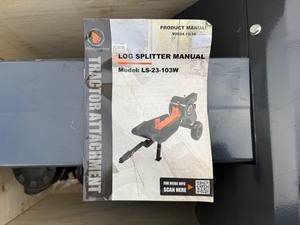 PRODUCT MANUAL
LOG SPLITTER MANUAL
Model: LS-23-103W
TRACTOR ATTACHMENT
FOR MORE INFO
SCAN HERE